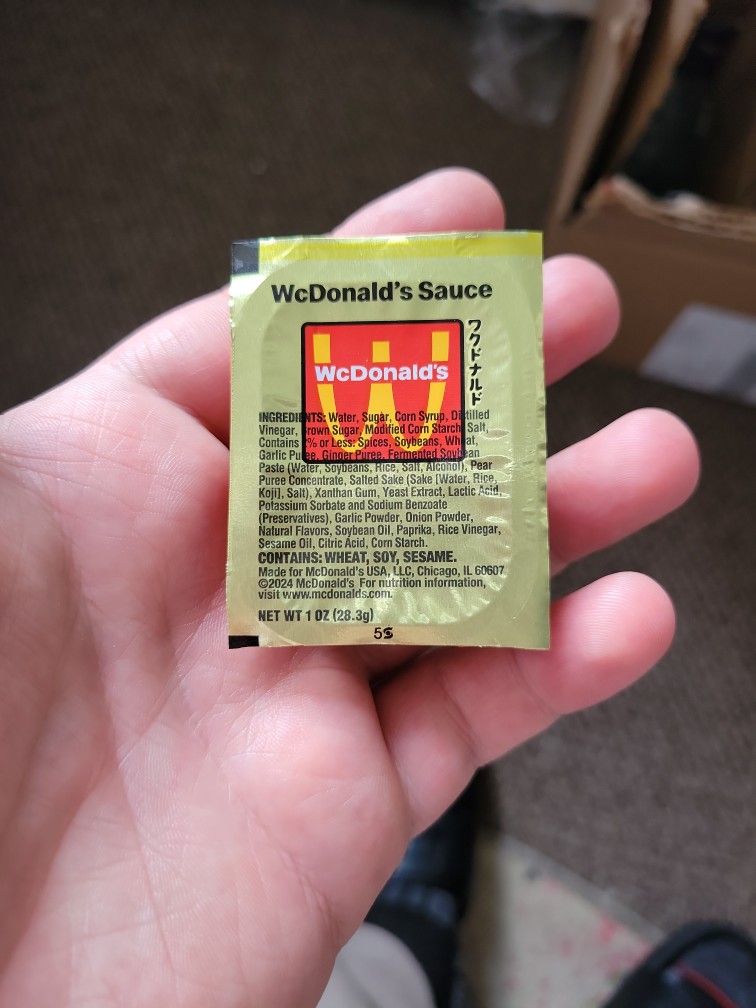 WcDonald's Sauce
WcDonald's
ワクドナルド
INGREDIENTS: Water, Sugar, Corn Syrup, Distilled
Vinegar, Brown Sugar, Modified Corn Starch, Salt,
Contains % or Less: Spices, Soybeans, Wheat,
Garlic Puree, Ginger Puree, Fermented Soybean
Paste (Water, Soybeans, Rice, Salt, Alcohol), Pear
Puree Concentrate, Salted Sake (Sake [Water, Rice,
Koji], Salt), Xanthan Gum, Yeast Extract, Lactic Acid,
Potassium Sorbate and Sodium Benzoate
(Preservatives), Garlic Powder, Onion Powder,
Natural Flavors, Soybean Oil, Paprika, Rice Vinegar,
Sesame Oil, Citric Acid, Corn Starch.
CONTAINS: WHEAT, SOY, SESAME.
Made for McDonald's USA, LLC, Chicago, IL 60607
©2024 McDonald's For nutrition information,
visit www.mcdonalds.com.
NET WT 1 OZ (28.3g)